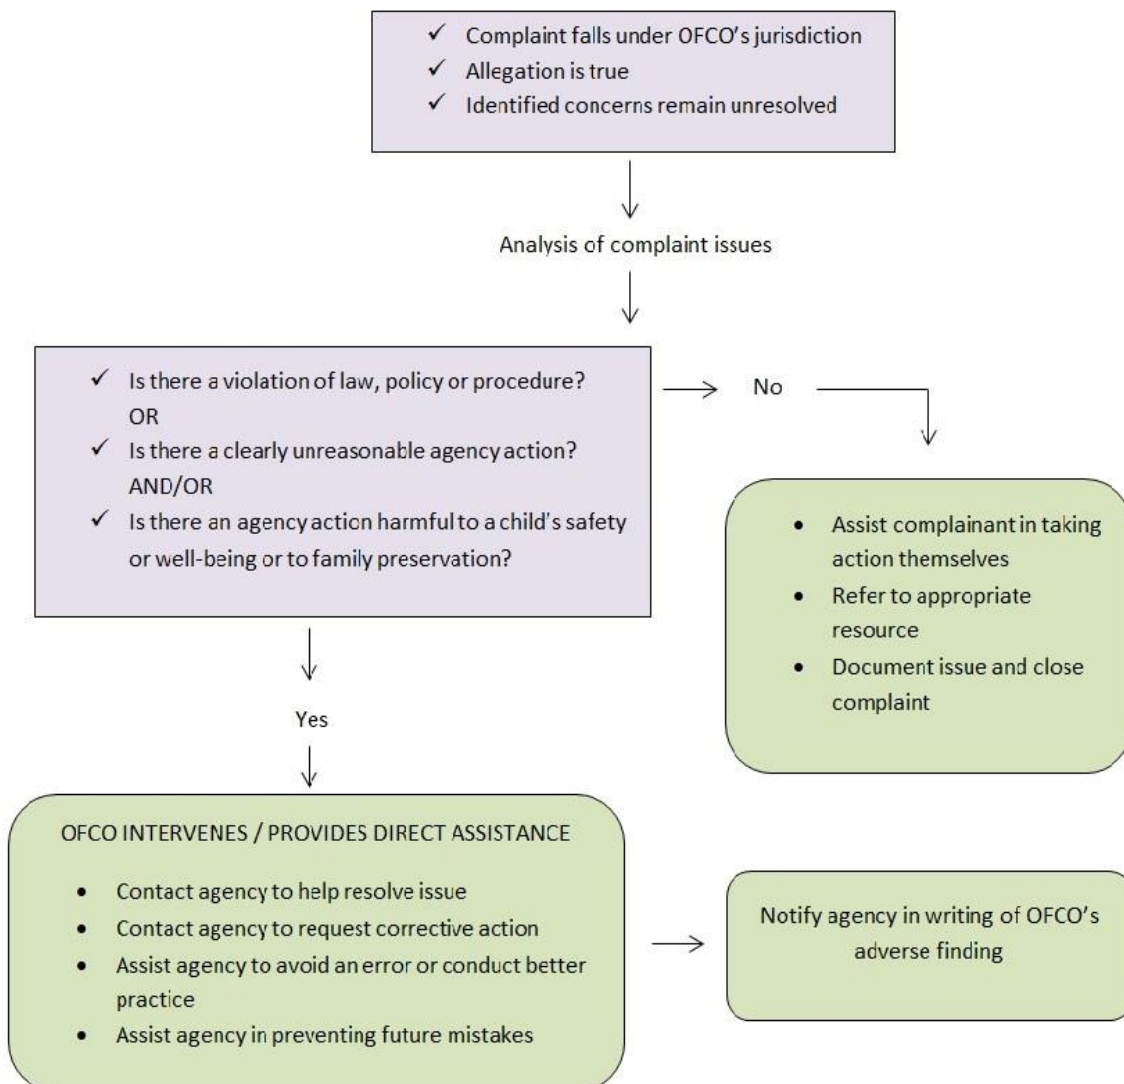 ✓ Complaint falls under OFCO’s jurisdiction
✓ Allegation is true
✓ Identified concerns remain unresolved
Analysis of complaint issues
✓ Is there a violation of law, policy or procedure?
OR
✓ Is there a clearly unreasonable agency action?
AND/OR
✓ Is there an agency action harmful to a child’s safety
or well-being or to family preservation?
No
• Assist complainant in taking
action themselves
• Refer to appropriate
resource
• Document issue and close
complaint
Yes
OFCO INTERVENES / PROVIDES DIRECT ASSISTANCE
• Contact agency to help resolve issue
• Contact agency to request corrective action
• Assist agency to avoid an error or conduct better
practice
• Assist agency in preventing future mistakes
Notify agency in writing of OFCO’s
adverse finding